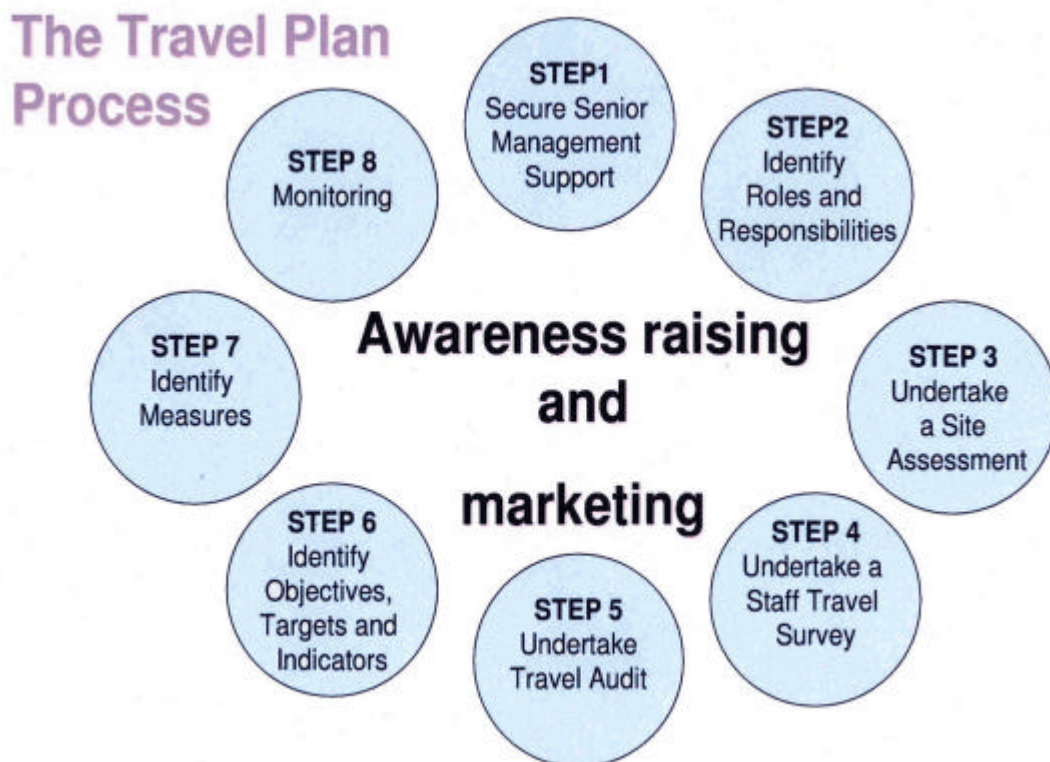 The Travel Plan
Process
STEP1
Secure Senior
Management
Support
STEP2
Identify
Roles and
Responsibilities
STEP 3
Undertake
a Site
Assessment
STEP 4
Undertake a
Staff Travel
Survey
STEP 5
Undertake
Travel Audit
STEP 6
Identify
Objectives,
Targets and
Indicators
STEP 7
Identify
Measures
STEP 8
Monitoring
Awareness raising
and
marketing